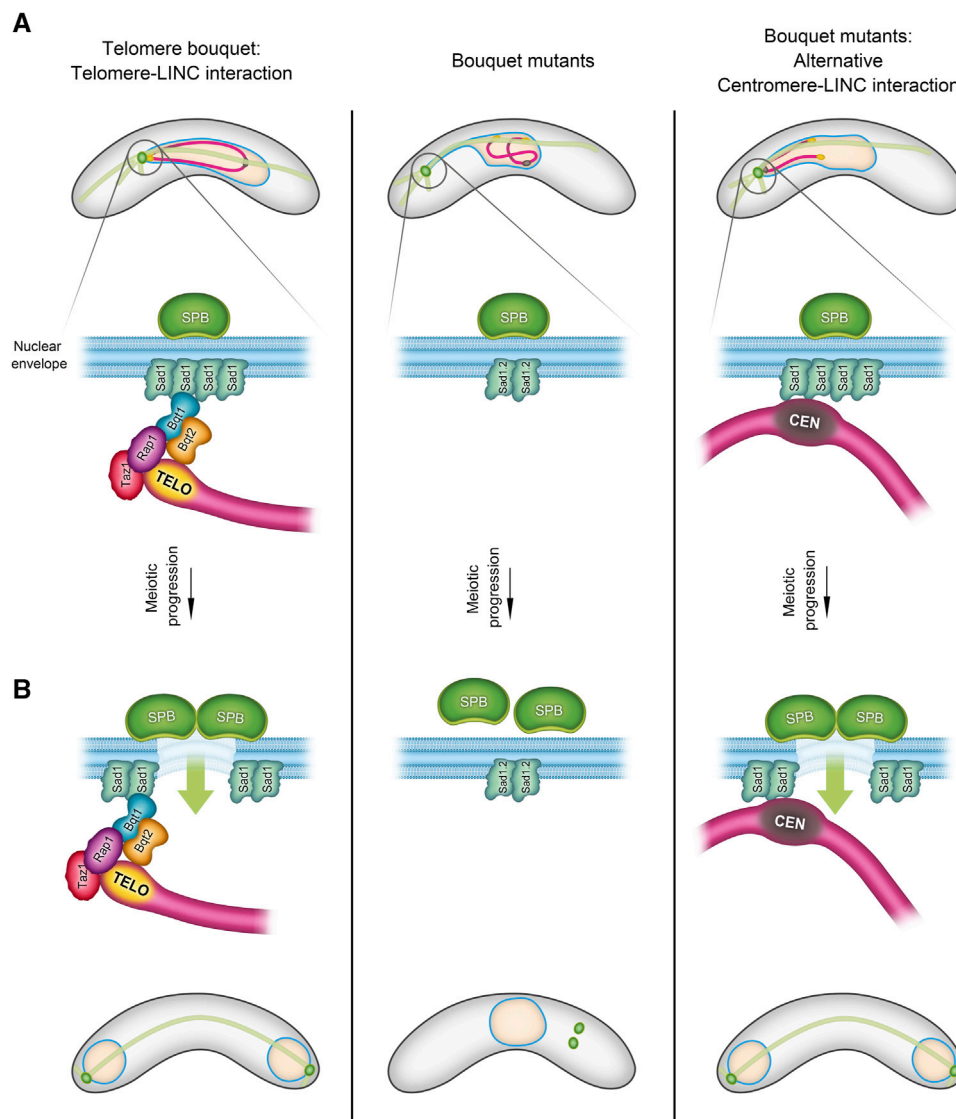 A
Telomere bouquet:
Telomere-LINC interaction
Bouquet mutants
Bouquet mutants:
Alternative
Centromere-LINC interaction
SPB
SPB
SPB
Nuclear
envelope
Sad1
Sad1
Sad1
Sad1
Sad1.2
Sad1.2
Sad1
Sad1
Sad1
Sad1
Bqt1
Bqt2
Rap1
Taz1
TELO
CEN
Meiotic
progression
Meiotic
progression
Meiotic
progression
B
SPB
SPB
SPB
SPB
SPB
SPB
Sad1
Sad1
Sad1
Sad1
Sad1.2
Sad1.2
Sad1
Sad1
Sad1
Sad1
Bqt1
Bqt2
Rap1
Taz1
TELO
CEN